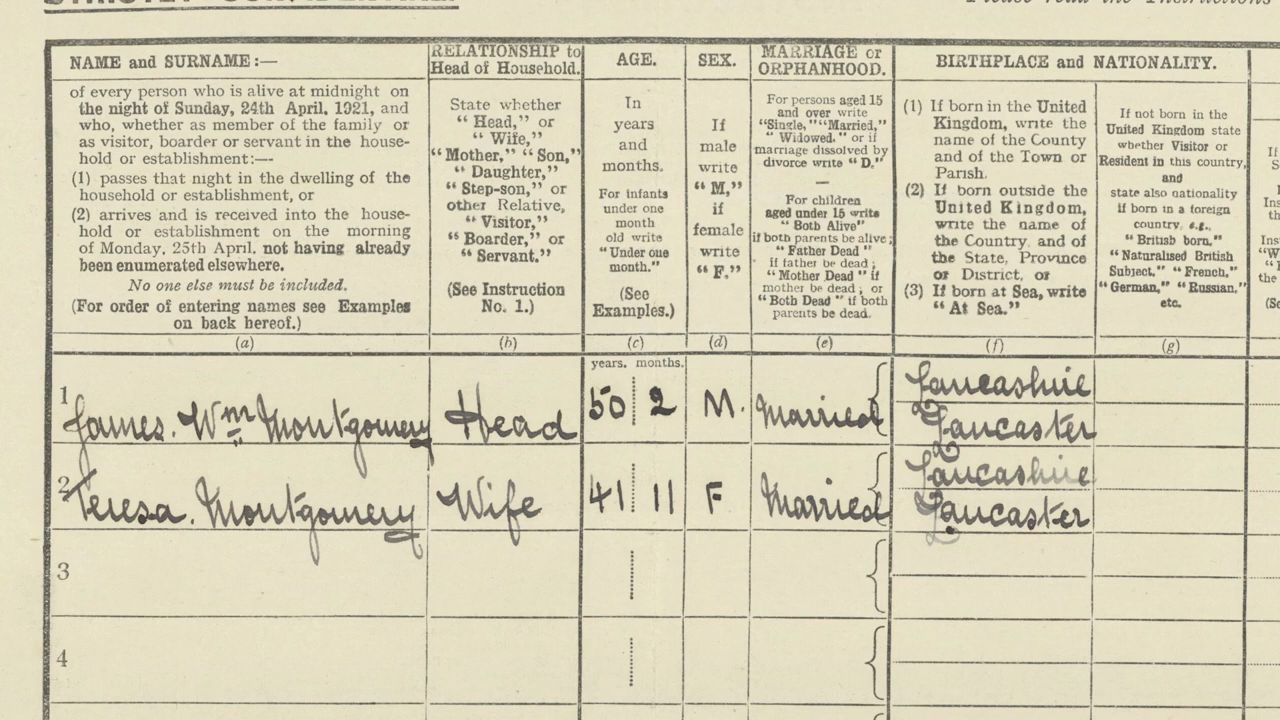 NAME and SURNAME :—
of every person who is alive at midnight on
the night of Sunday, 24th April, 1921, and
who, whether as member of the family or
as visitor, boarder or servant in the house-
hold or establishment:—
(1) passes that night in the dwelling of the
household or establishment, or
(2) arrives and is received into the house-
hold or establishment on the morning
of Monday, 25th April, not having already
been enumerated elsewhere.
No one else must be included.
(For order of entering names see Examples
on back hereof.)
(a)
RELATIONSHIP to
Head of Household.
State whether
"Head," or
"Wife,"
"Mother," "Son,"
"Daughter,"
"Step-son," or
other Relative,
"Visitor,"
"Boarder," or
"Servant."
(See Instruction
No. 1.)
(b)
AGE.
In
years
and
months.
For infants
under one
month
old write
"Under one
month."
(See
Examples.)
(c)
SEX.
If
male
write
"M,"
if
female
write
"F."
(d)
MARRIAGE or
ORPHANHOOD.
For persons aged 15
and over write
"Single," "Married,"
"Widowed," or if
marriage dissolved by
divorce write "D."
—
For children
aged under 15 write
"Both Alive"
if both parents be alive;
"Father Dead"
if father be dead;
"Mother Dead" if
mother be dead; or
"Both Dead" if both
parents be dead.
(e)
BIRTHPLACE and NATIONALITY.
(1) If born in the United
Kingdom, write the
name of the County
and of the Town or
Parish.
(2) If born outside the
United Kingdom,
write the name of
the Country, and of
the State, Province
or District, or
(3) If born at Sea, write
"At Sea."
(f)
If not born in the
United Kingdom state
whether Visitor or
Resident in this country,
and
state also nationality
if born in a foreign
country, e.g.,
"British born,"
"Naturalised British
Subject," "French,"
"German," "Russian,"
etc.
(g)
years. months.
1 James. Wm Montgomery Head 50 2 M. Married Lancashire
Lancaster
2 Teresa. Montgomery Wife 41 11 F Married Lancashire
Lancaster
3
4